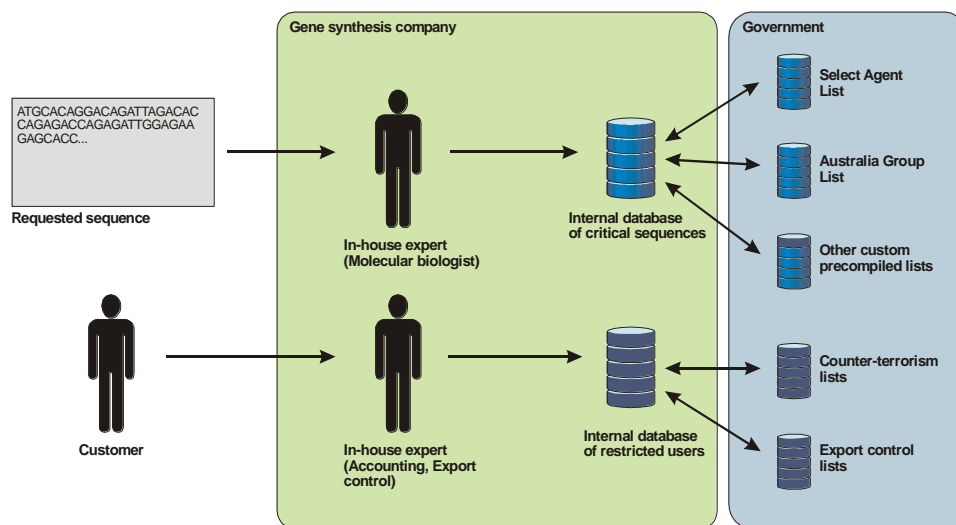 Gene synthesis company
Government
ATGCACAGGACAGATTAGACAC
CAGAGACCAGAGATTGGAGAA
GAGCACC...
Requested sequence
In-house expert
(Molecular biologist)
Internal database
of critical sequences
Select Agent
List
Australia Group
List
Other custom
precompiled lists
Customer
In-house expert
(Accounting, Export
control)
Internal database
of restricted users
Counter-terrorism
lists
Export control
lists